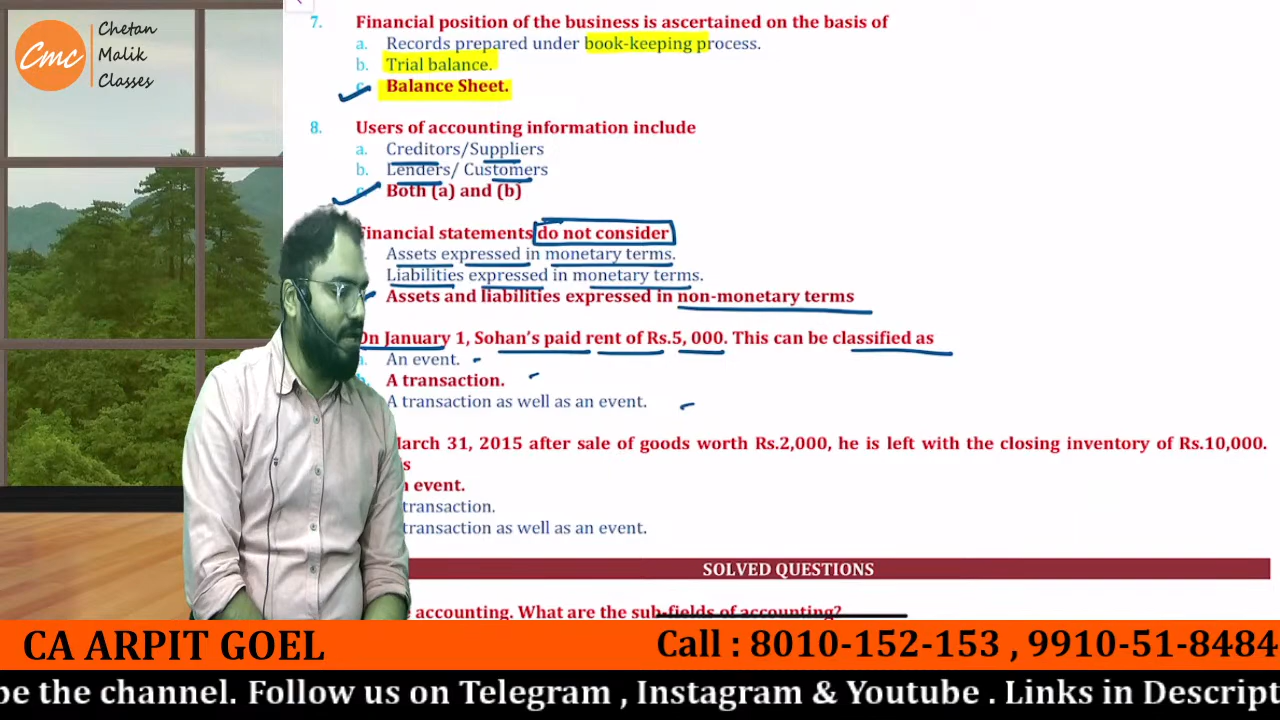 Cmc
Chetan
Malik
Classes
7. Financial position of the business is ascertained on the basis of
a. Records prepared under book-keeping process.
b. Trial balance.
Balance Sheet.
8. Users of accounting information include
a. Creditors/Suppliers
b. Lenders/ Customers
Both (a) and (b)
Financial statements do not consider
Assets expressed in monetary terms.
Liabilities expressed in monetary terms.
Assets and liabilities expressed in non-monetary terms
On January 1, Sohan's paid rent of Rs.5, 000. This can be classified as
An event.
A transaction.
A transaction as well as an event.
March 31, 2015 after sale of goods worth Rs.2,000, he is left with the closing inventory of Rs.10,000.
event.
transaction.
transaction as well as an event.
SOLVED QUESTIONS
accounting. What are the sub-fields of accounting?
CA ARPIT GOEL
Call : 8010-152-153 , 9910-51-8484
be the channel. Follow us on Telegram , Instagram & Youtube . Links in Descript